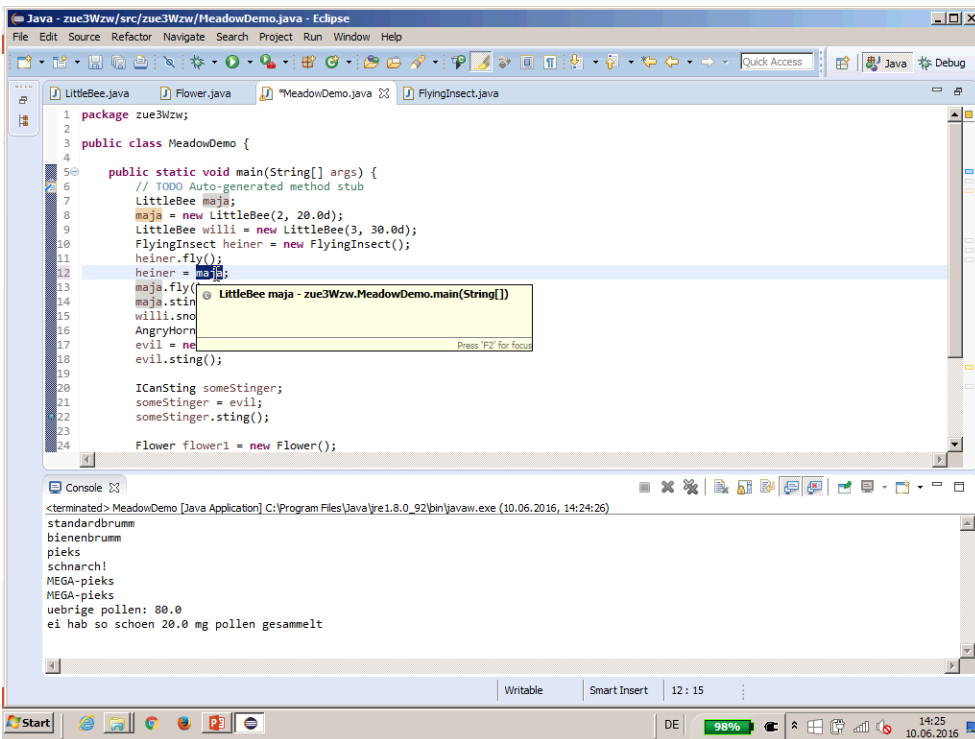 Java - zue3Wzw/src/zue3Wzw/MeadowDemo.java - Eclipse
File Edit Source Refactor Navigate Search Project Run Window Help
Quick Access Java Debug
LittleBee.java Flower.java *MeadowDemo.java FlyingInsect.java
1 package zue3Wzw;
2
3 public class MeadowDemo {
4
5 public static void main(String[] args) {
6 // TODO Auto-generated method stub
7 LittleBee maja;
8 maja = new LittleBee(2, 20.0d);
9 LittleBee willi = new LittleBee(3, 30.0d);
10 FlyingInsect heiner = new FlyingInsect();
11 heiner.fly();
12 heiner = maja;
13 maja.fly(
14 maja.stin
15 willi.sno
16 AngryHorn
17 evil = ne
18 evil.sting();
19
20 ICanSting someStinger;
21 someStinger = evil;
22 someStinger.sting();
23
24 Flower flower1 = new Flower();
LittleBee maja - zue3Wzw.MeadowDemo.main(String[])
Press 'F2' for focus
Console
<terminated> MeadowDemo [Java Application] C:\Program Files\Java\jre1.8.0_92\bin\javaw.exe (10.06.2016, 14:24:26)
standardbrumm
bienenbrumm
pieks
schnarch!
MEGA-pieks
MEGA-pieks
uebrige pollen: 80.0
ei hab so schoen 20.0 mg pollen gesammelt
Writable Smart Insert 12 : 15
Start DE 98% 14:25
10.06.2016